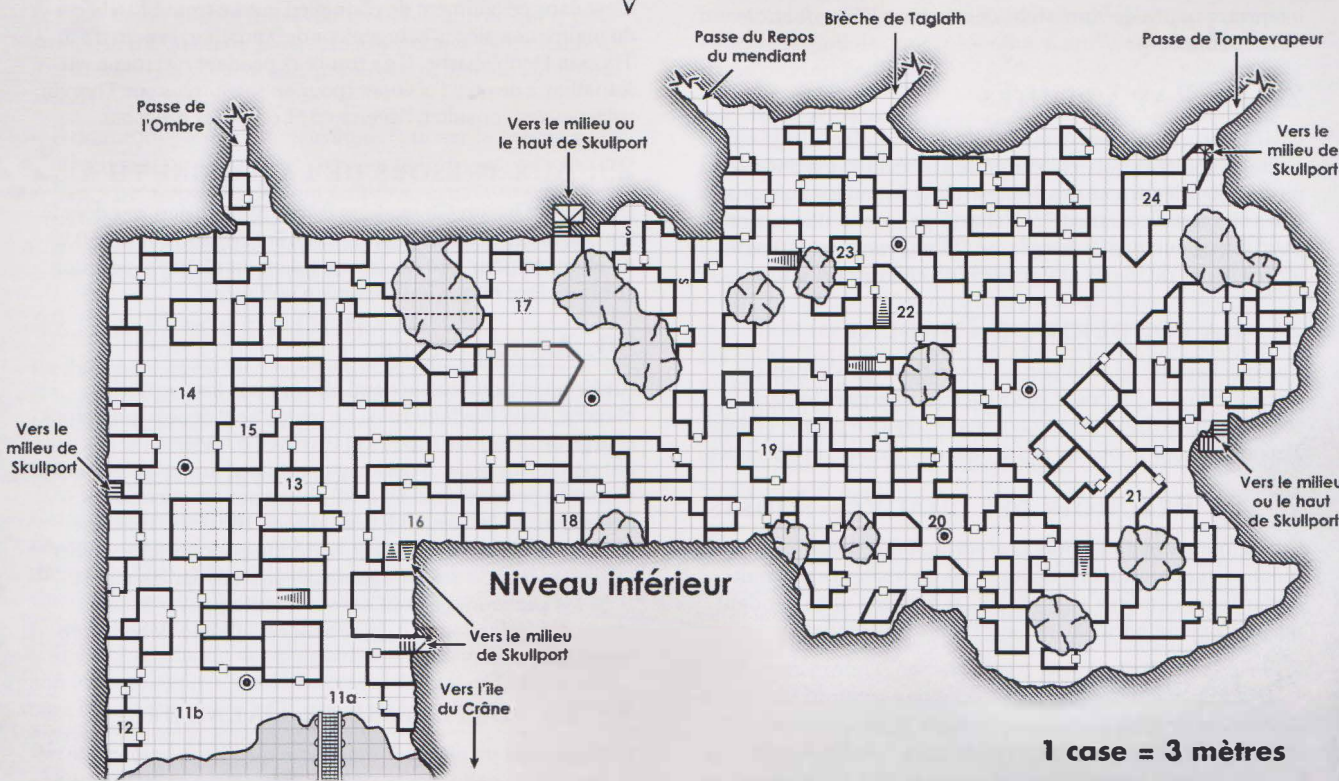 Brèche de Taglath
Passe du Repos
du mendiant
Passe de Tombevapeur
Passe de
l'Ombre
Vers le milieu ou
le haut de Skullport
Vers le
milieu de
Skullport
24
S
23
S
17
22
14
Vers le
milieu de
Skullport
15
19
13
Vers le milieu
ou le haut
de Skullport
21
S
16
18
20
Niveau inférieur
Vers le milieu
de Skullport
Vers l'île
du Crâne
11a
11b
12
1 case = 3 mètres